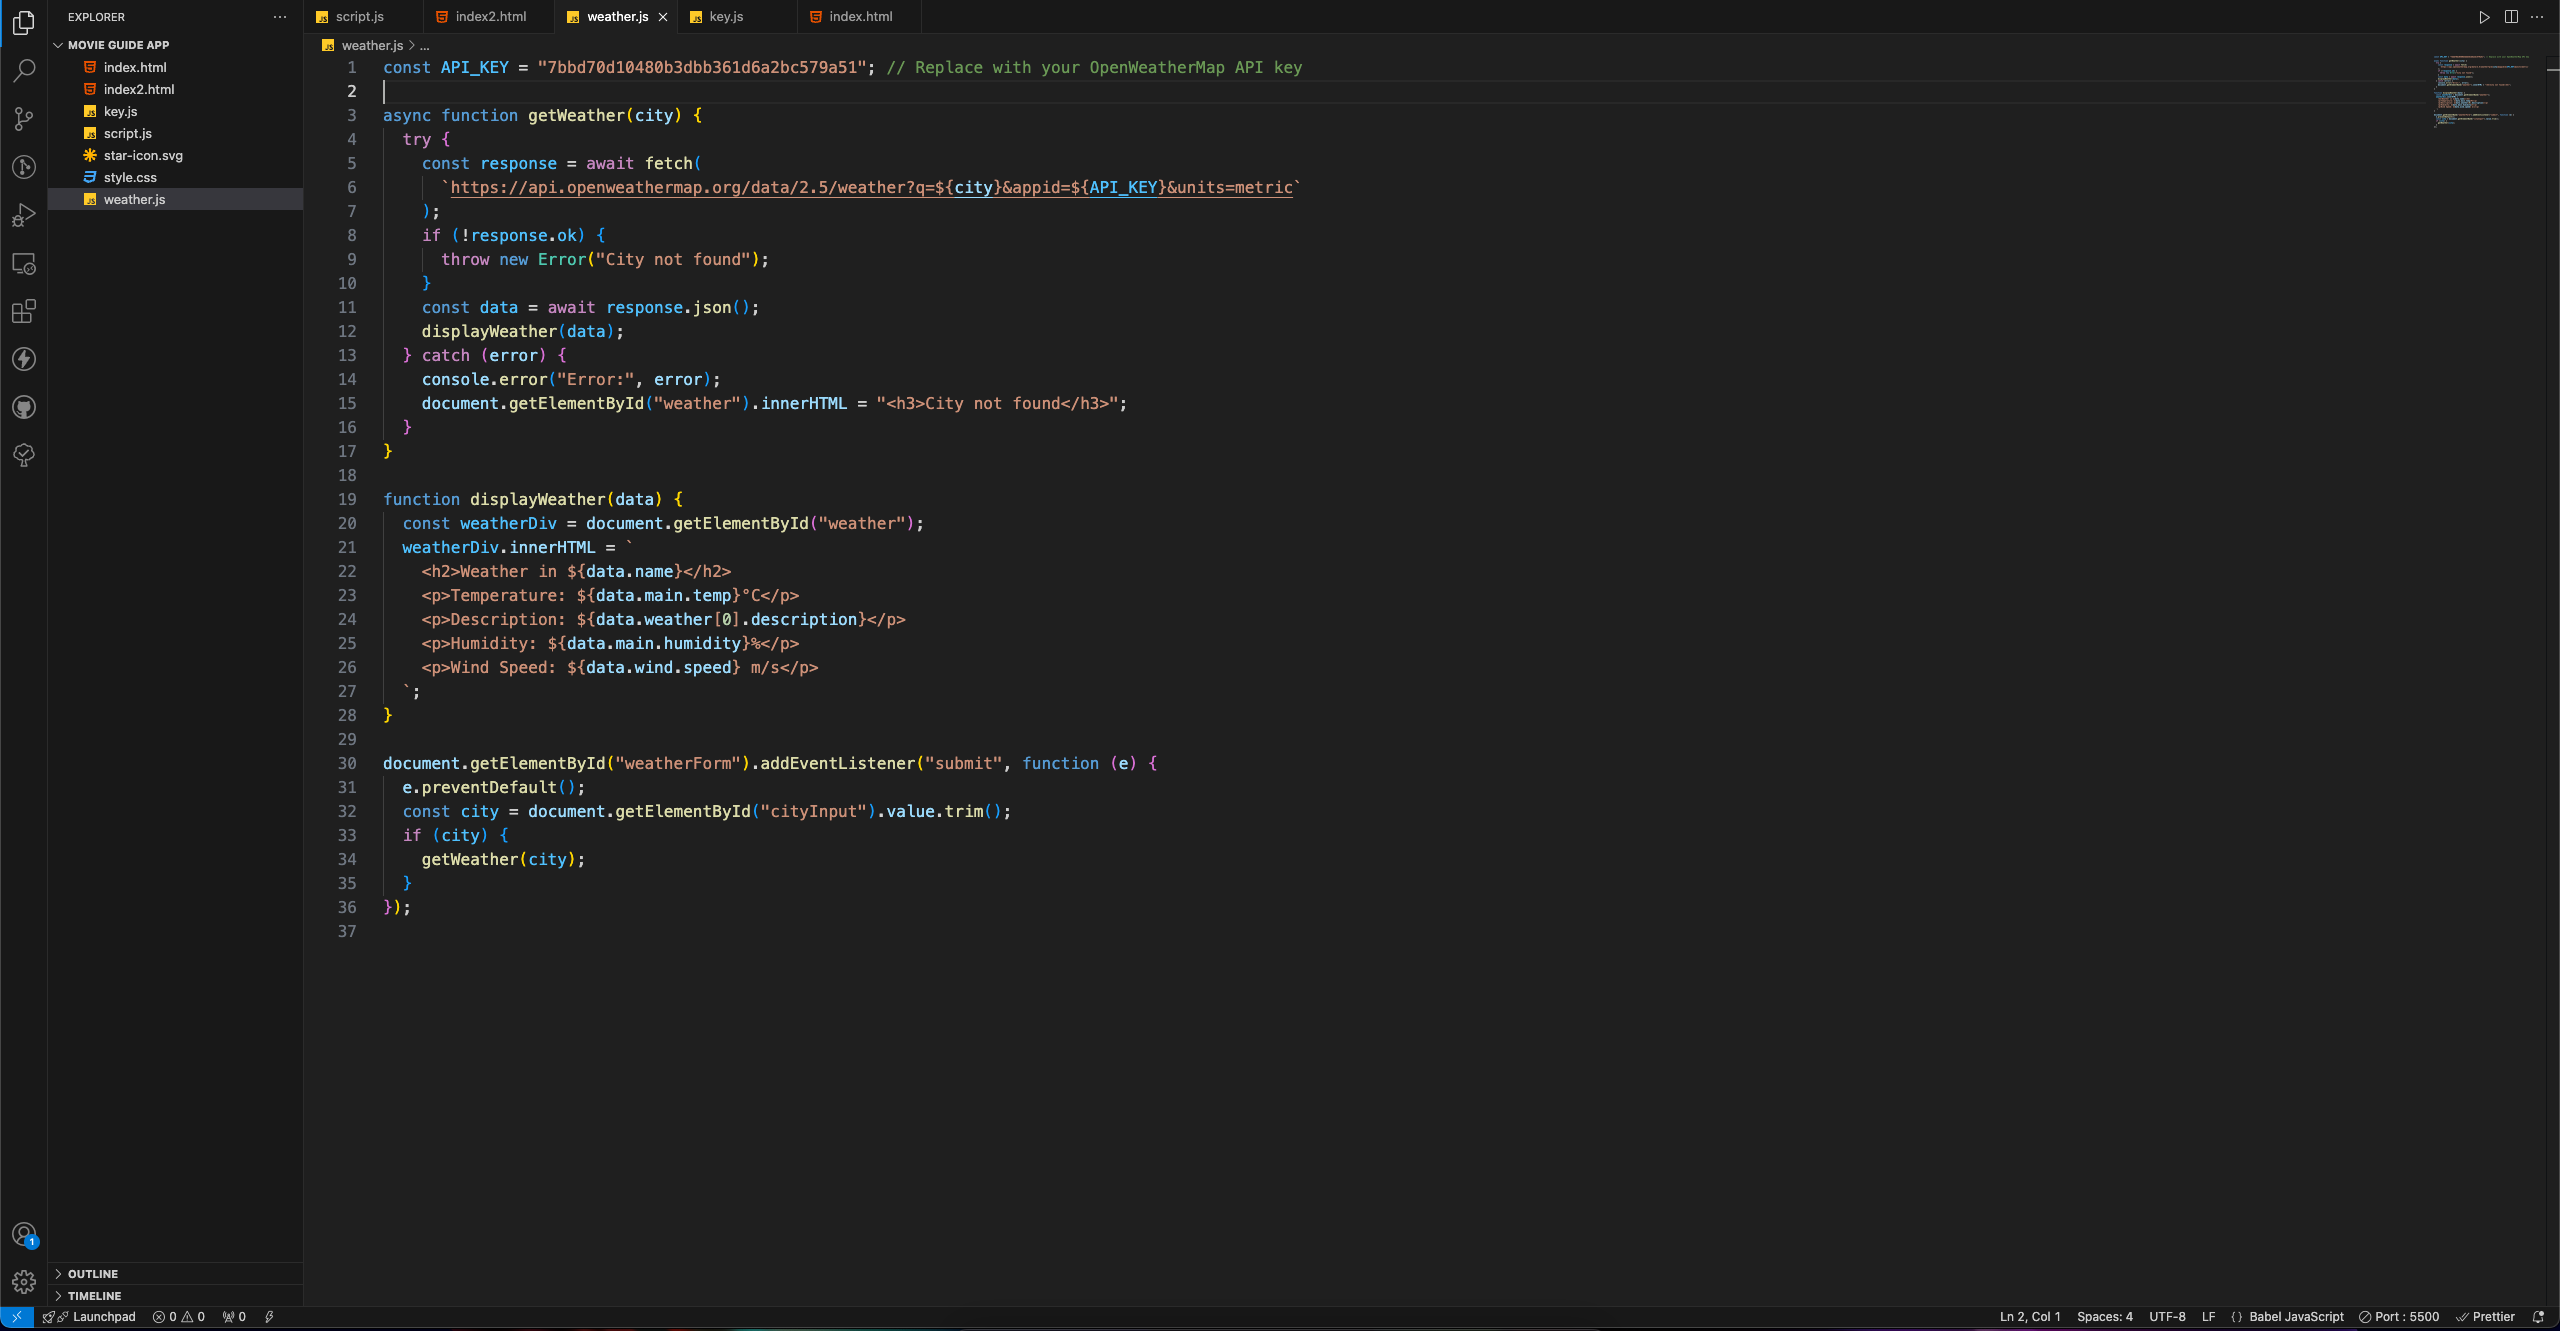 EXPLORER
MOVIE GUIDE APP
index.html
index2.html
key.js
script.js
star-icon.svg
style.css
weather.js
OUTLINE
TIMELINE
script.js
index2.html
weather.js
key.js
index.html
weather.js > ...
1 const API_KEY = "7bbd70d10480b3dbb361d6a2bc579a51"; // Replace with your OpenWeatherMap API key
2
3 async function getWeather(city) {
4   try {
5     const response = await fetch(
6       `https://api.openweathermap.org/data/2.5/weather?q=${city}&appid=${API_KEY}&units=metric`
7     );
8     if (!response.ok) {
9       throw new Error("City not found");
10     }
11     const data = await response.json();
12     displayWeather(data);
13   } catch (error) {
14     console.error("Error:", error);
15     document.getElementById("weather").innerHTML = "<h3>City not found</h3>";
16   }
17 }
18
19 function displayWeather(data) {
20   const weatherDiv = document.getElementById("weather");
21   weatherDiv.innerHTML = `
22     <h2>Weather in ${data.name}</h2>
23     <p>Temperature: ${data.main.temp}°C</p>
24     <p>Description: ${data.weather[0].description}</p>
25     <p>Humidity: ${data.main.humidity}%</p>
26     <p>Wind Speed: ${data.wind.speed} m/s</p>
27   `;
28 }
29
30 document.getElementById("weatherForm").addEventListener("submit", function (e) {
31   e.preventDefault();
32   const city = document.getElementById("cityInput").value.trim();
33   if (city) {
34     getWeather(city);
35   }
36 });
37
1
Launchpad 0 0 0 Ln 2, Col 1 Spaces: 4 UTF-8 LF {} Babel JavaScript Port : 5500 Prettier